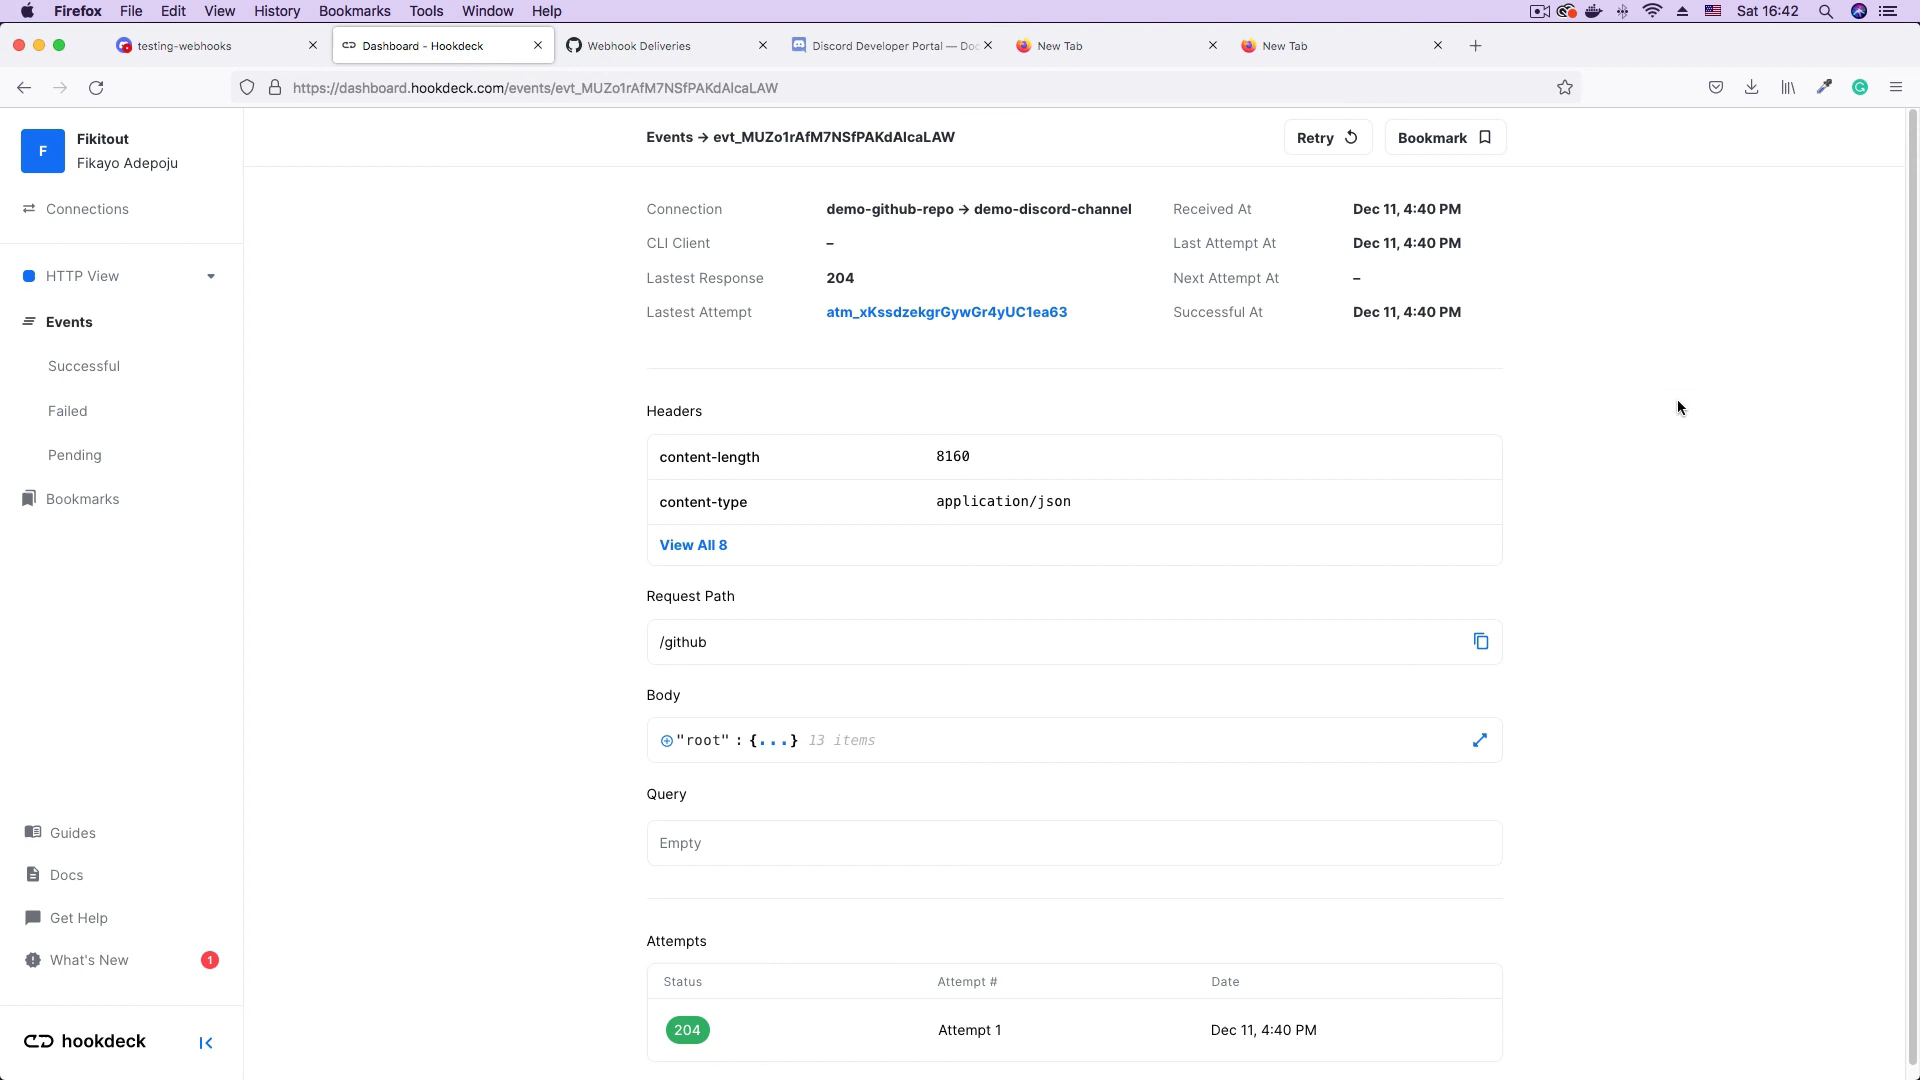 Firefox File Edit View History Bookmarks Tools Window Help Sat 16:42
testing-webhooks Dashboard - Hookdeck Webhook Deliveries Discord Developer Portal — Doc New Tab New Tab
https://dashboard.hookdeck.com/events/evt_MUZo1rAfM7NSfPAKdAlcaLAW
F
Fikitout
Fikayo Adepoju
Connections
HTTP View
Events
Successful
Failed
Pending
Bookmarks
Guides
Docs
Get Help
What's New 1
hookdeck
Events → evt_MUZo1rAfM7NSfPAKdAlcaLAW Retry Bookmark
Connection demo-github-repo → demo-discord-channel Received At Dec 11, 4:40 PM
CLI Client – Last Attempt At Dec 11, 4:40 PM
Lastest Response 204 Next Attempt At –
Lastest Attempt atm_xKssdzekgrGywGr4yUC1ea63 Successful At Dec 11, 4:40 PM
Headers
content-length 8160
content-type application/json
View All 8
Request Path
/github
Body
"root" : {...} 13 items
Query
Empty
Attempts
Status Attempt # Date
204 Attempt 1 Dec 11, 4:40 PM